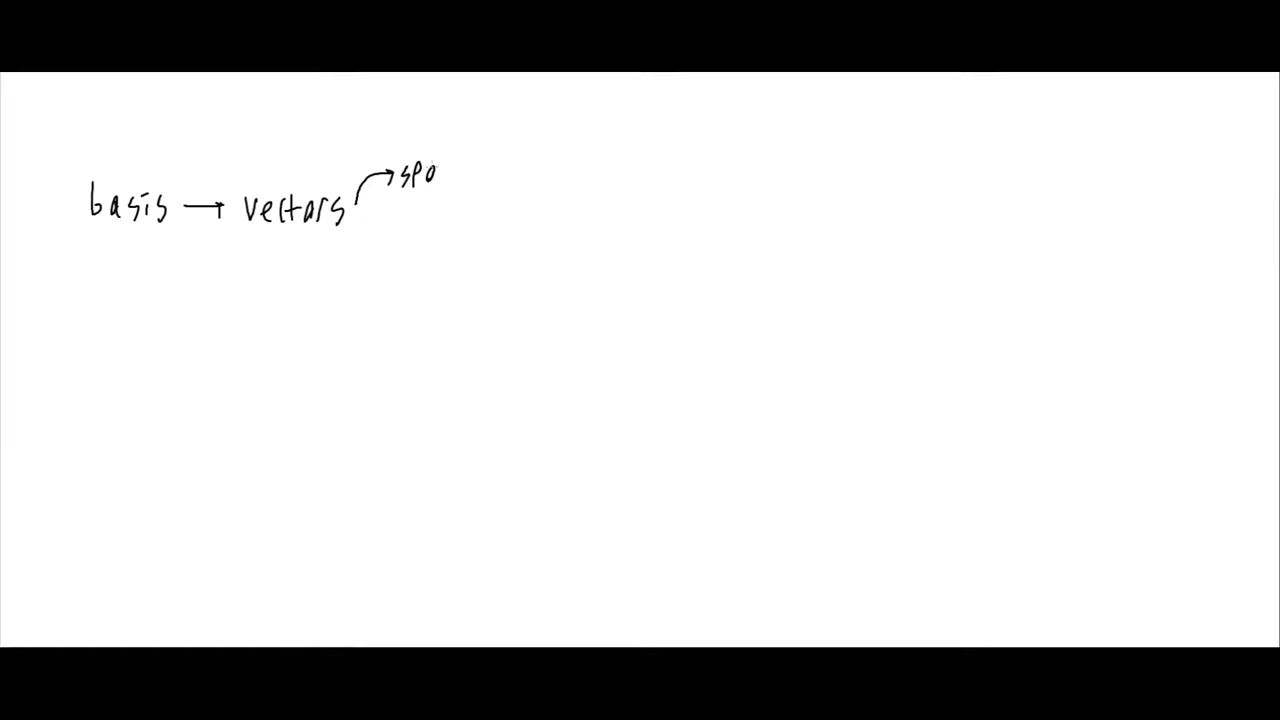 basis → vectors → spa